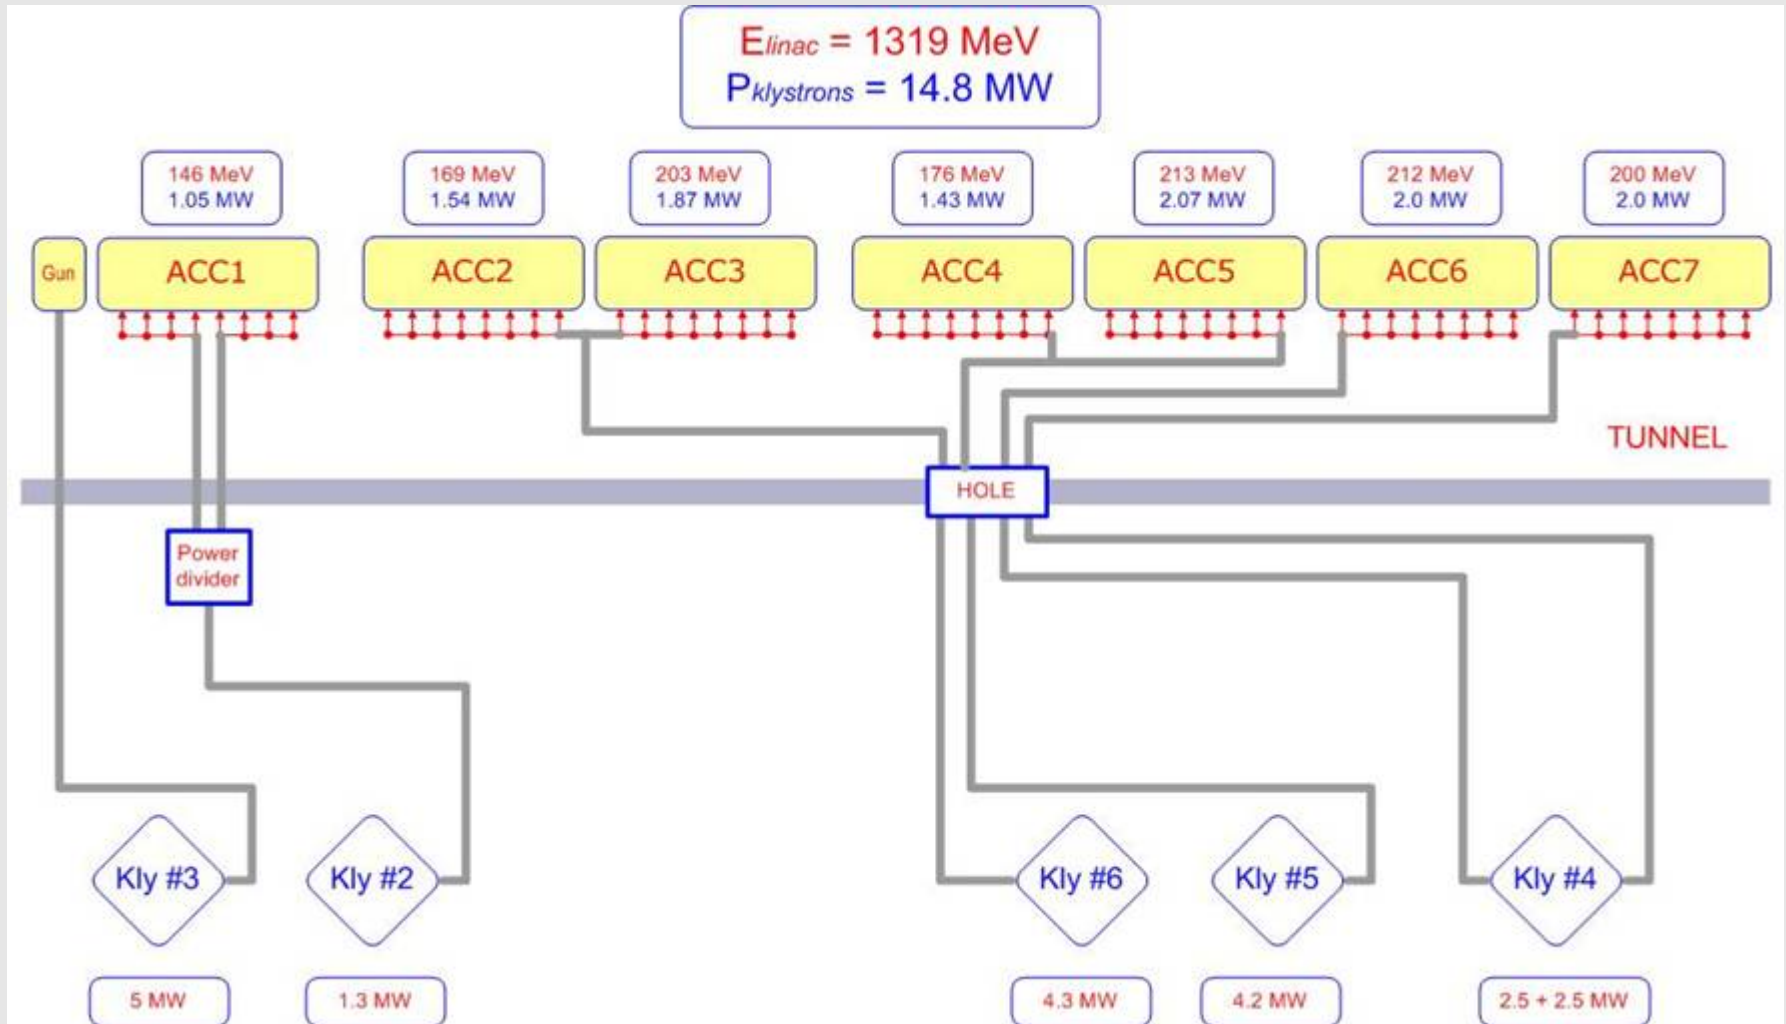 Elinac = 1319 MeV
Pklystrons = 14.8 MW
146 MeV
1.05 MW
169 MeV
1.54 MW
203 MeV
1.87 MW
176 MeV
1.43 MW
213 MeV
2.07 MW
212 MeV
2.0 MW
200 MeV
2.0 MW
Gun
ACC1
ACC2
ACC3
ACC4
ACC5
ACC6
ACC7
TUNNEL
HOLE
Power
divider
Kly #3
Kly #2
Kly #6
Kly #5
Kly #4
5 MW
1.3 MW
4.3 MW
4.2 MW
2.5 + 2.5 MW